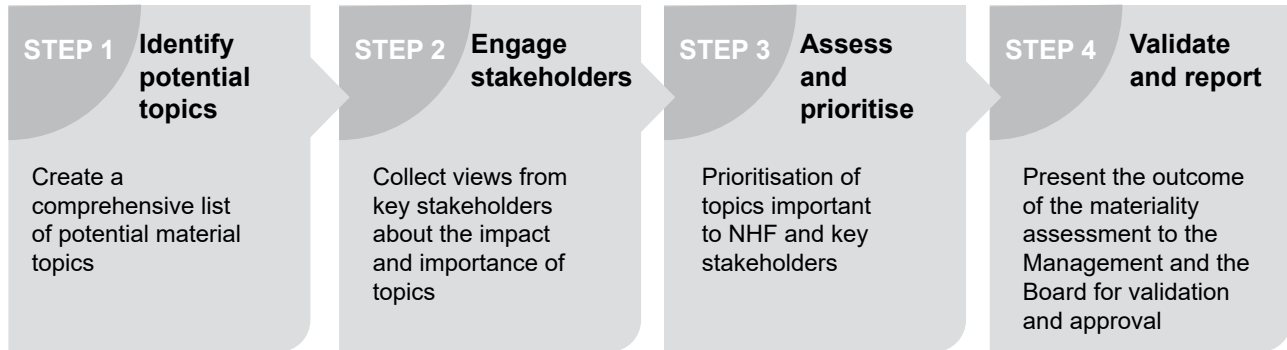 STEP 1
Identify
potential
topics
Create a
comprehensive list
of potential material
topics
STEP 2
Engage
stakeholders
Collect views from
key stakeholders
about the impact
and importance of
topics
STEP 3
Assess
and
prioritise
Prioritisation of
topics important
to NHF and key
stakeholders
STEP 4
Validate
and report
Present the outcome
of the materiality
assessment to the
Management and the
Board for validation
and approval